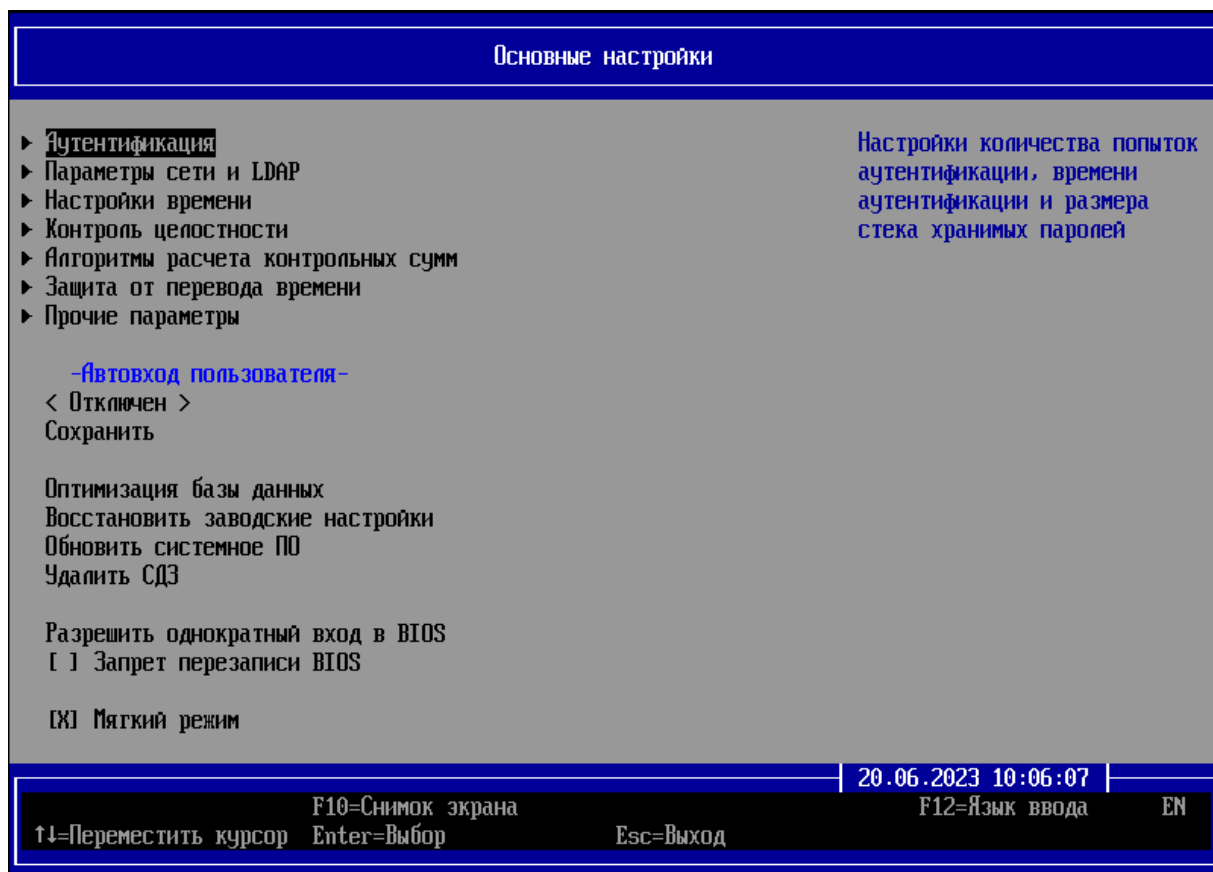 Основные настройки
Аутентификация
Параметры сети и LDAP
Настройки времени
Контроль целостности
Алгоритмы расчета контрольных сумм
Защита от перевода времени
Прочие параметры
Настройки количества попыток
аутентификации, времени
аутентификации и размера
стека хранимых паролей
-Автовход пользователя-
< Отключен >
Сохранить
Оптимизация базы данных
Восстановить заводские настройки
Обновить системное ПО
Удалить СДЗ
Разрешить однократный вход в BIOS
[ ] Запрет перезаписи BIOS
[X] Мягкий режим
20.06.2023 10:06:07
F10=Снимок экрана F12=Язык ввода EN
↑↓=Переместить курсор Enter=Выбор Esc=Выход